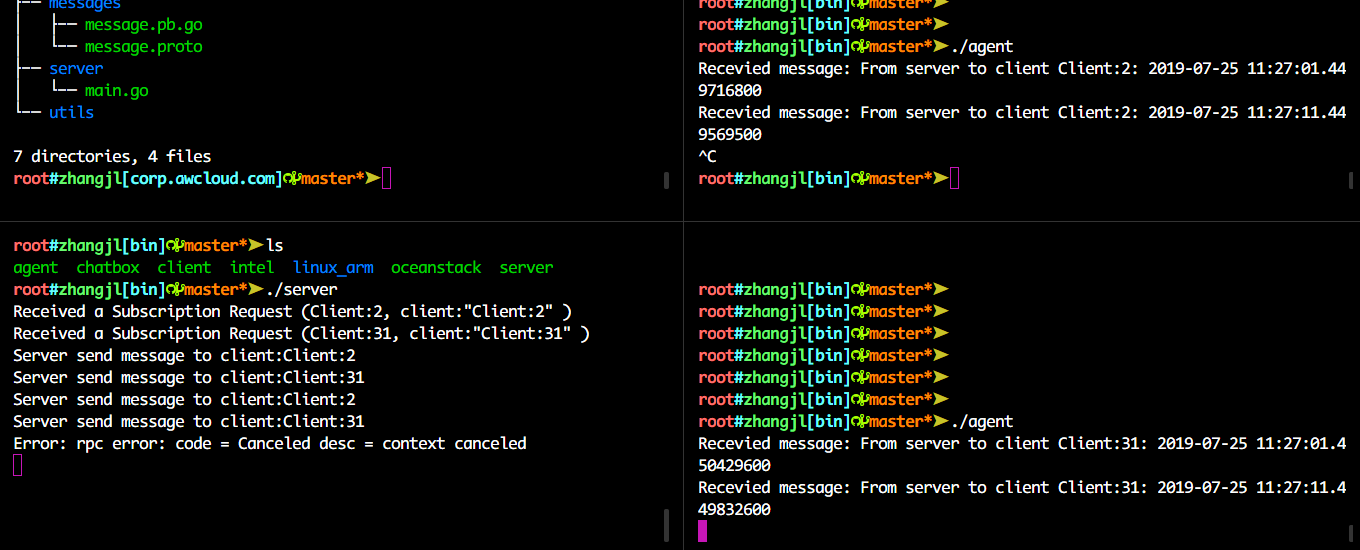 ├── messages
│   ├── message.pb.go
│   └── message.proto
├── server
│   └── main.go
└── utils
7 directories, 4 files
root#zhangjl[corp.awcloud.com]master*➤
root#zhangjl[bin]master*➤
root#zhangjl[bin]master*➤
root#zhangjl[bin]master*➤./agent
Recevied message: From server to client Client:2: 2019-07-25 11:27:01.44
9716800
Recevied message: From server to client Client:2: 2019-07-25 11:27:11.44
9569500
^C
root#zhangjl[bin]master*➤
root#zhangjl[bin]master*➤ls
agent  chatbox  client  intel  linux_arm  oceanstack  server
root#zhangjl[bin]master*➤./server
Received a Subscription Request (Client:2, client:"Client:2" )
Received a Subscription Request (Client:31, client:"Client:31" )
Server send message to client:Client:2
Server send message to client:Client:31
Server send message to client:Client:2
Server send message to client:Client:31
Error: rpc error: code = Canceled desc = context canceled
root#zhangjl[bin]master*➤
root#zhangjl[bin]master*➤
root#zhangjl[bin]master*➤
root#zhangjl[bin]master*➤
root#zhangjl[bin]master*➤
root#zhangjl[bin]master*➤
root#zhangjl[bin]master*➤./agent
Recevied message: From server to client Client:31: 2019-07-25 11:27:01.4
50429600
Recevied message: From server to client Client:31: 2019-07-25 11:27:11.4
49832600